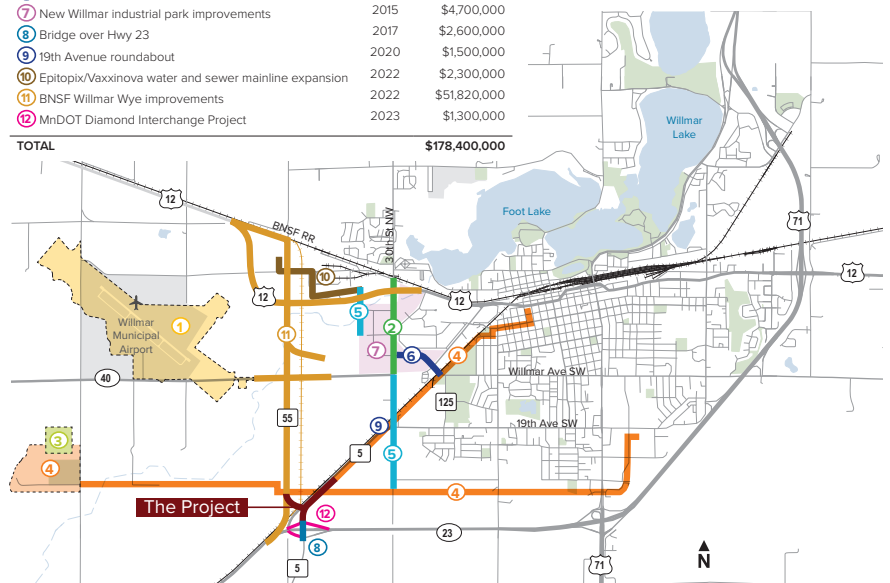 7 New Willmar industrial park improvements 2015 $4,700,000
8 Bridge over Hwy 23 2017 $2,600,000
9 19th Avenue roundabout 2020 $1,500,000
10 Epitopix/Vaxxinova water and sewer mainline expansion 2022 $2,300,000
11 BNSF Willmar Wye improvements 2022 $51,820,000
12 MnDOT Diamond Interchange Project 2023 $1,300,000
TOTAL $178,400,000
Willmar
Lake
12
Foot Lake
71
BNSF RR
30th St NW
12
10
12
12
5
1
Willmar
Municipal
Airport
11
2
7
6
4
Willmar Ave SW
40
125
55
19th Ave SW
9
3
5
5
4
4
The Project
12
23
8
5
71
N